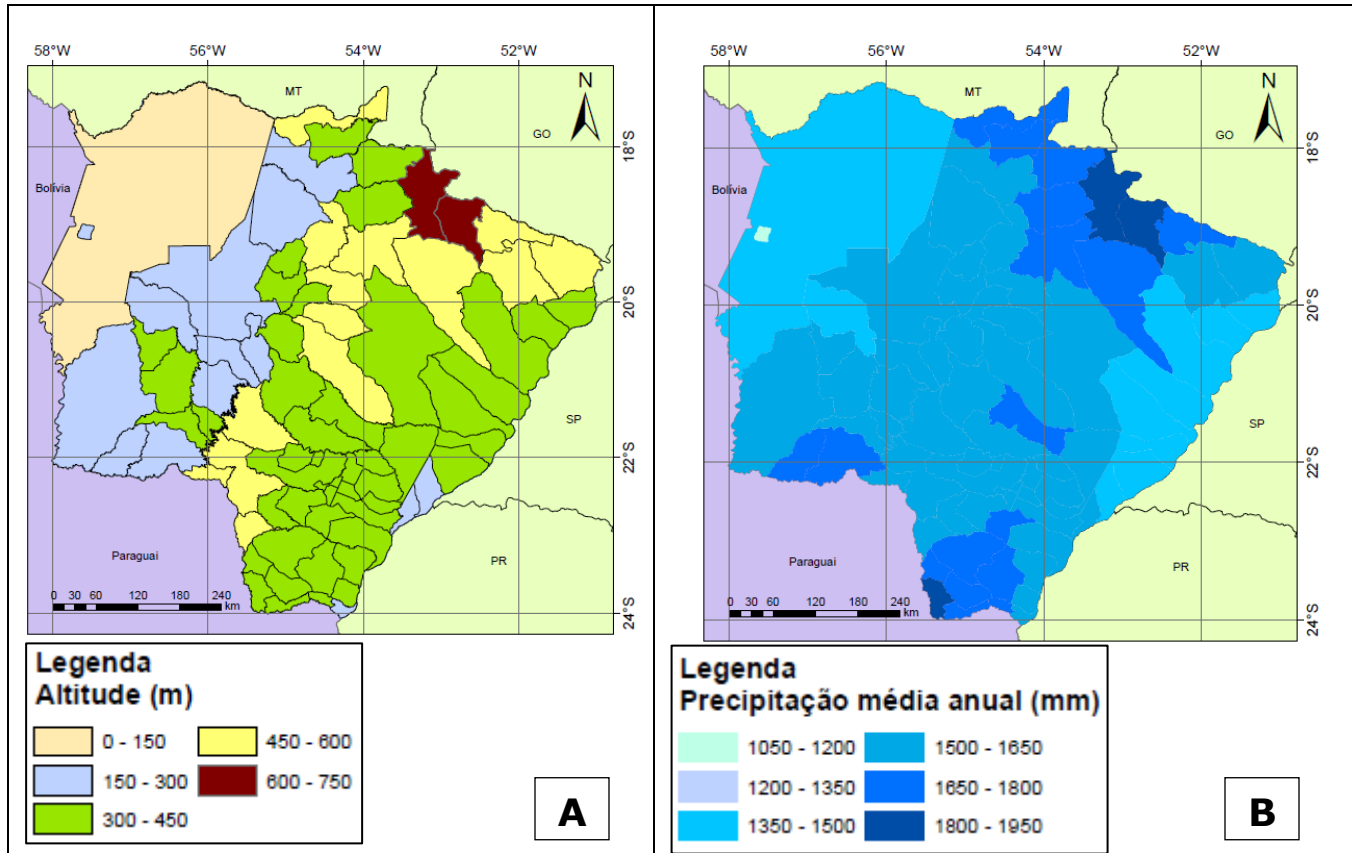 58°W 56°W 54°W 52°W
N
MT
GO
18°S
Bolívia
20°S
SP
22°S
Paraguai
PR
0 30 60 120 180 240
km
24°S
Legenda
Altitude (m)
0 - 150 450 - 600
150 - 300 600 - 750
300 - 450
A
58°W 56°W 54°W 52°W
N
MT
GO
18°S
Bolívia
20°S
SP
22°S
Paraguai
PR
0 30 60 120 180 240
km
24°S
Legenda
Precipitação média anual (mm)
1050 - 1200 1500 - 1650
1200 - 1350 1650 - 1800
1350 - 1500 1800 - 1950
B